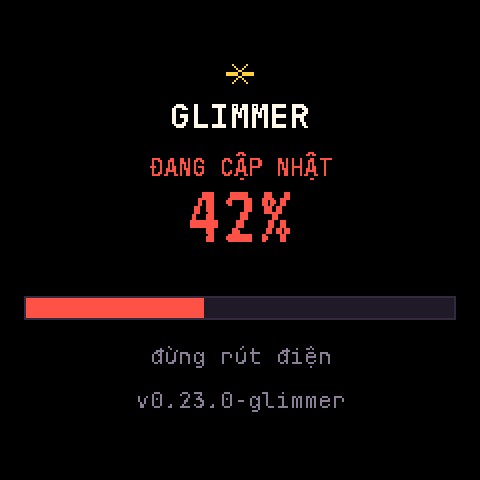 GLIMMER
ĐANG CẬP NHẬT
42%
đừng rút điện
v0.23.0-glimmer